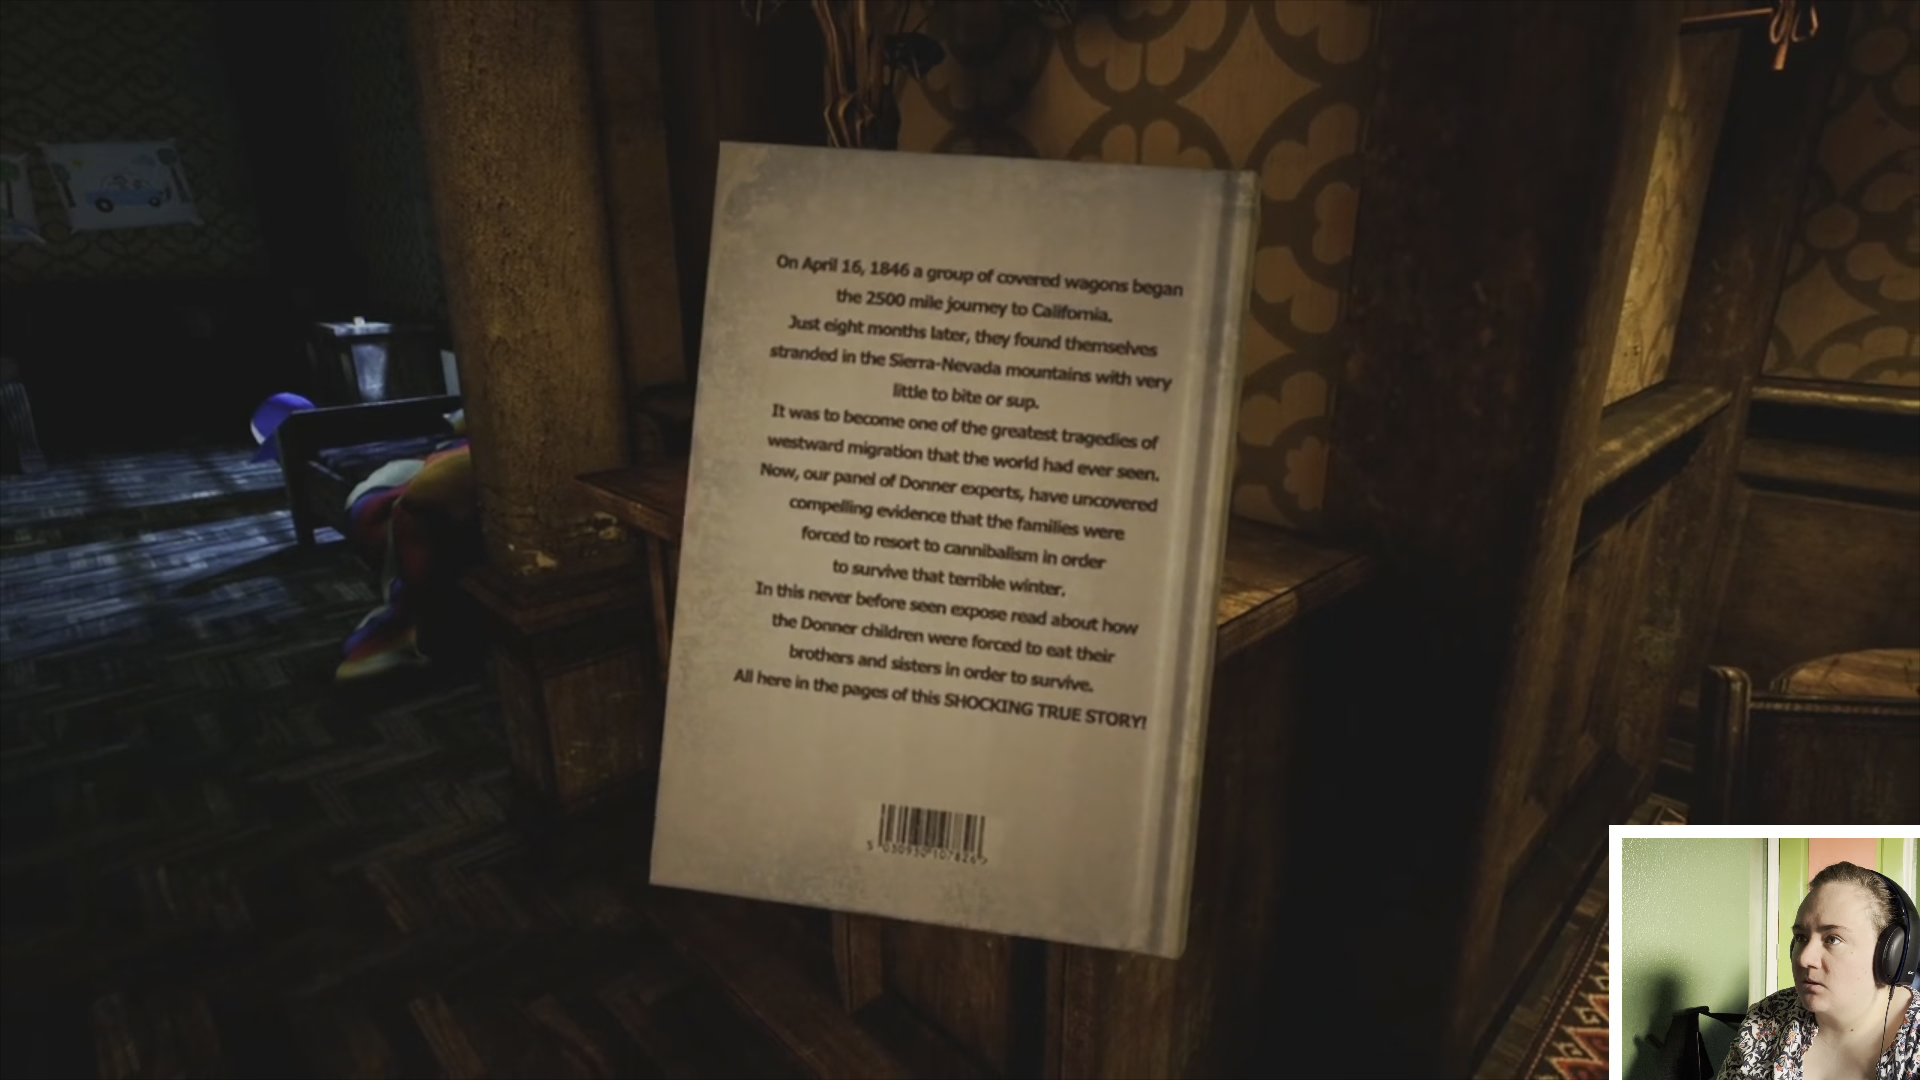 On April 16, 1846 a group of covered wagons began
the 2500 mile journey to California.
Just eight months later, they found themselves
stranded in the Sierra-Nevada mountains with very
little to bite or sup.
It was to become one of the greatest tragedies of
westward migration that the world had ever seen.
Now, our panel of Donner experts, have uncovered
compelling evidence that the families were
forced to resort to cannibalism in order
to survive that terrible winter.
In this never before seen expose read about how
the Donner children were forced to eat their
brothers and sisters in order to survive.
All here in the pages of this SHOCKING TRUE STORY!
5 030930 107826